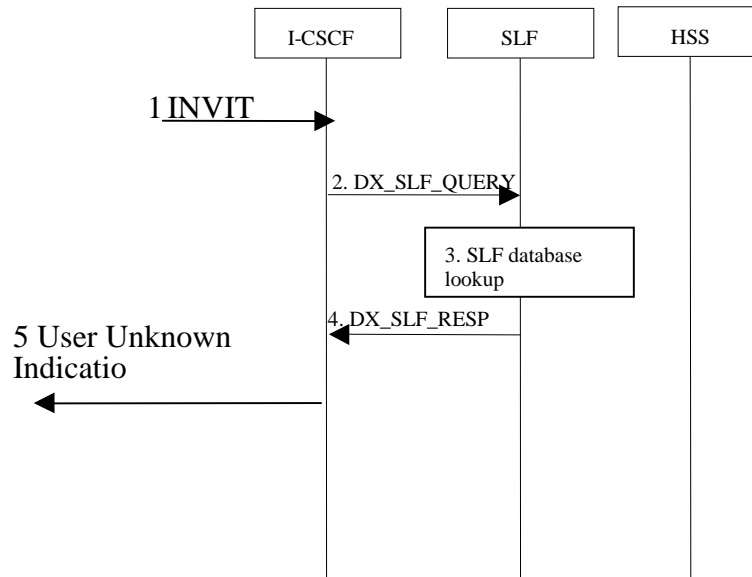 I-CSCF
SLF
HSS
1 INVIT
2. DX_SLF_QUERY
3. SLF database
lookup
4. DX_SLF_RESP
5 User Unknown
Indicatio